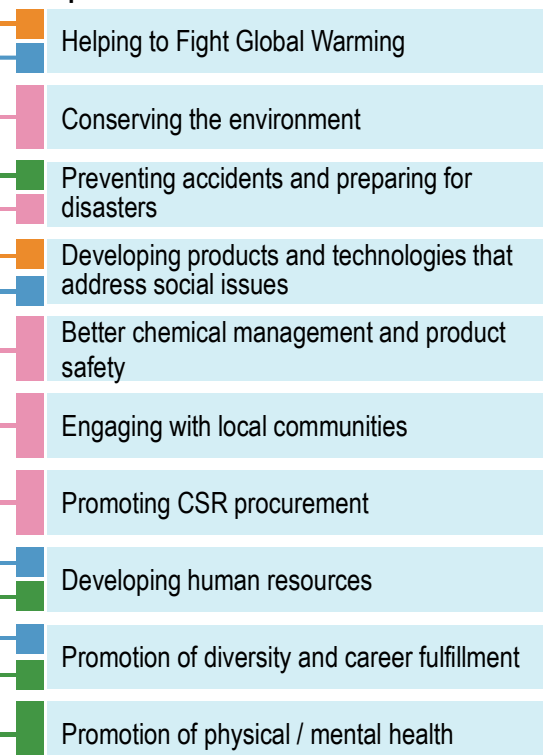 Helping to Fight Global Warming
Conserving the environment
Preventing accidents and preparing for
disasters
Developing products and technologies that
address social issues
Better chemical management and product
safety
Engaging with local communities
Promoting CSR procurement
Developing human resources
Promotion of diversity and career fulfillment
Promotion of physical / mental health